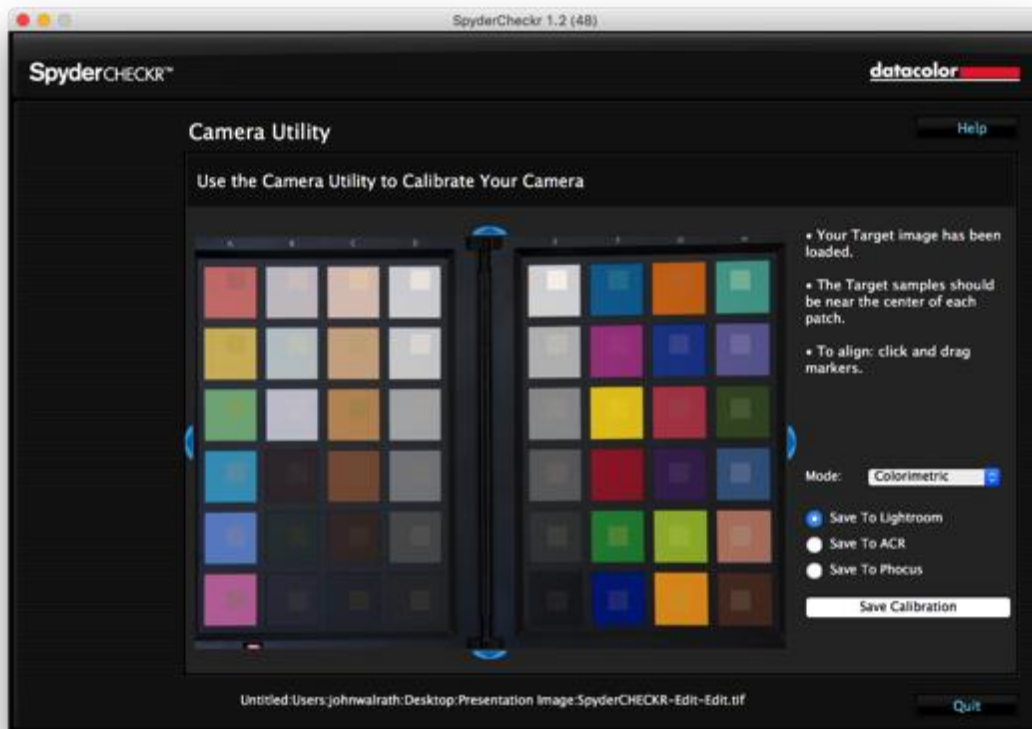 SpyderCheckr 1.2 (48)
SpyderCHECKR™
datacolor
Camera Utility
Help
Use the Camera Utility to Calibrate Your Camera
A B C D
E F
• Your Target image has been
loaded.
• The Target samples should
be near the center of each
patch.
• To align: click and drag
markers.
Mode: Colorimetric
Save To Lightroom
Save To ACR
Save To Phocus
Save Calibration
Untitled:Users:johnwalrath:Desktop:Presentation Image:SpyderCHECKR-Edit-Edit.tif
Quit